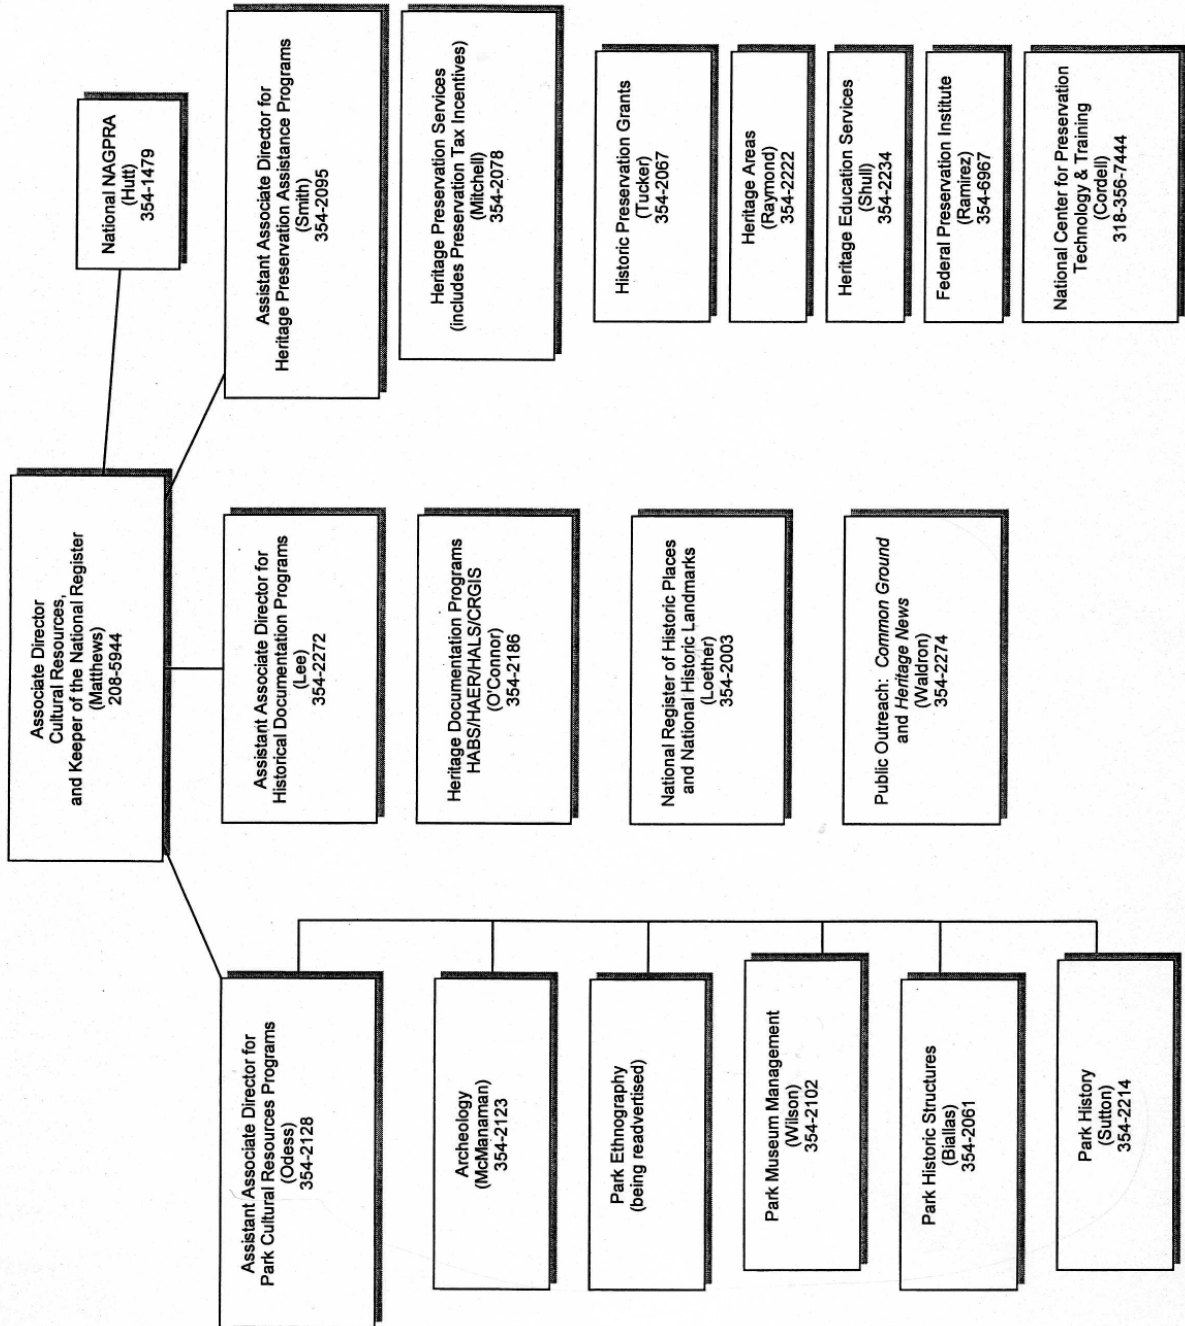 Associate Director
Cultural Resources,
and Keeper of the National Register
(Matthews)
208-5944
National NAGPRA
(Hutt)
354-1479
Assistant Associate Director for
Park Cultural Resources Programs
(Odess)
354-2128
Archeology
(McManaman)
354-2123
Park Ethnography
(being readvertised)
Park Museum Management
(Wilson)
354-2102
Park Historic Structures
(Biallas)
354-2061
Park History
(Sutton)
354-2214
Assistant Associate Director for
Historical Documentation Programs
(Lee)
354-2272
Heritage Documentation Programs
HABS/HAER/HALS/CRGIS
(O'Connor)
354-2186
National Register of Historic Places
and National Historic Landmarks
(Loether)
354-2003
Public Outreach: Common Ground
and Heritage News
(Waldron)
354-2274
Assistant Associate Director for
Heritage Preservation Assistance Programs
(Smith)
354-2095
Heritage Preservation Services
(includes Preservation Tax Incentives)
(Mitchell)
354-2078
Historic Preservation Grants
(Tucker)
354-2067
Heritage Areas
(Raymond)
354-2222
Heritage Education Services
(Shull)
354-2234
Federal Preservation Institute
(Ramirez)
354-6967
National Center for Preservation
Technology & Training
(Cordell)
318-356-7444